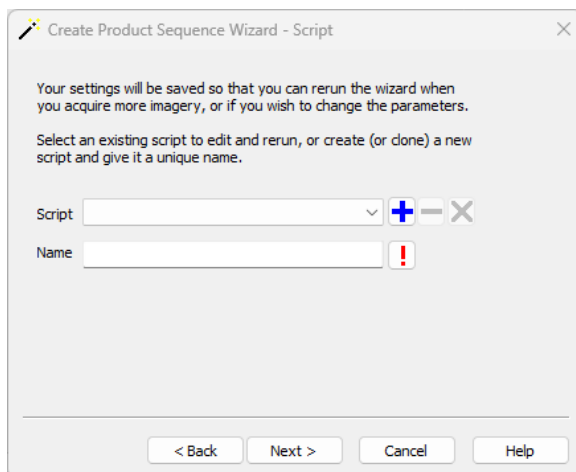 Create Product Sequence Wizard - Script
Your settings will be saved so that you can rerun the wizard when
you acquire more imagery, or if you wish to change the parameters.
Select an existing script to edit and rerun, or create (or clone) a new
script and give it a unique name.
Script
Name
< Back Next > Cancel Help